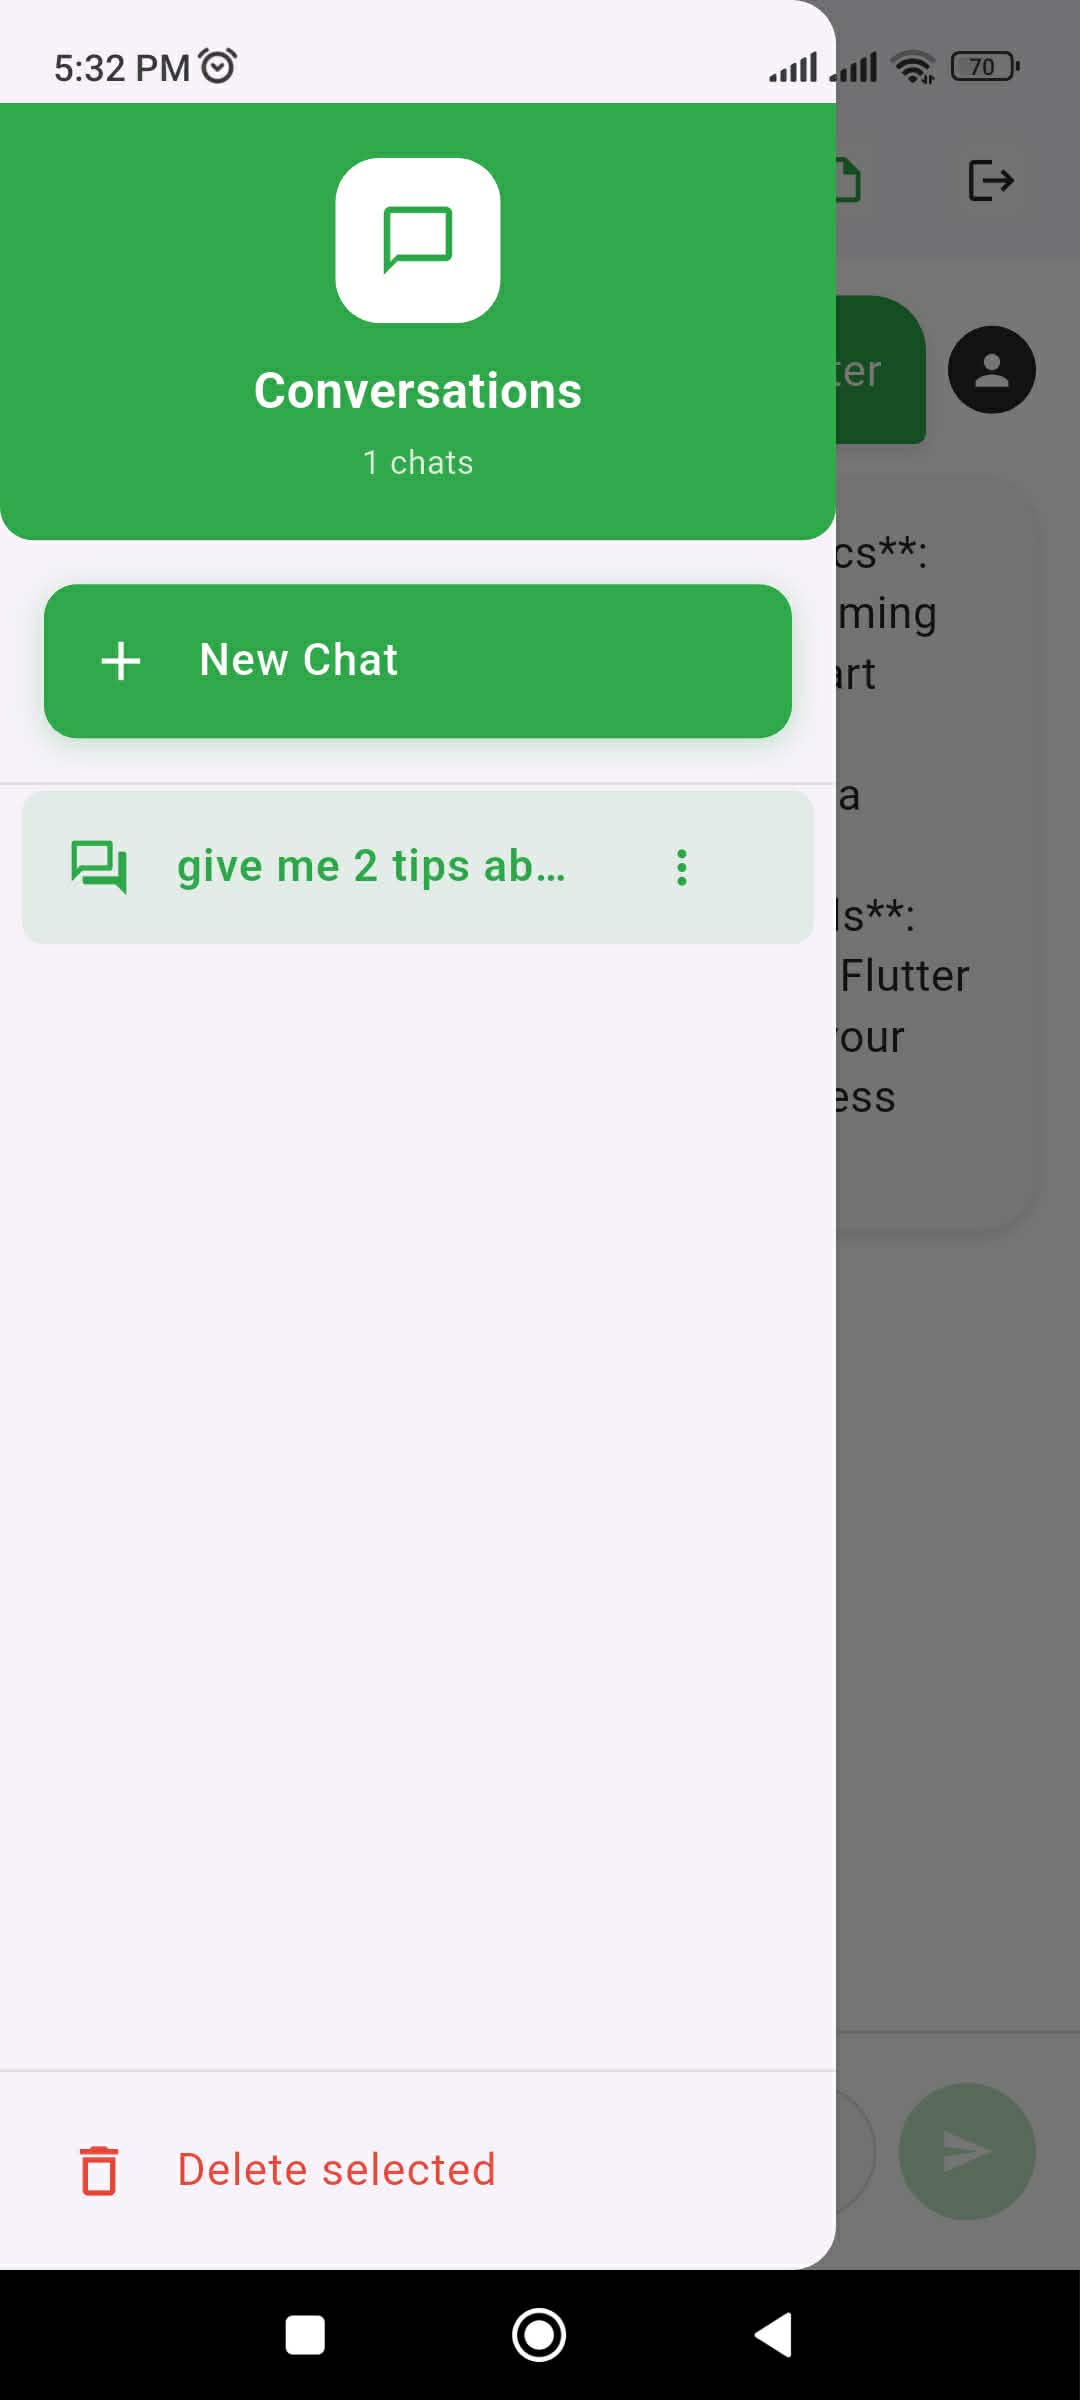 5:32 PM
70
Conversations
1 chats
ter
New Chat
cs**:
ming
art
a
give me 2 tips ab...
ls**:
Flutter
our
ess
Delete selected